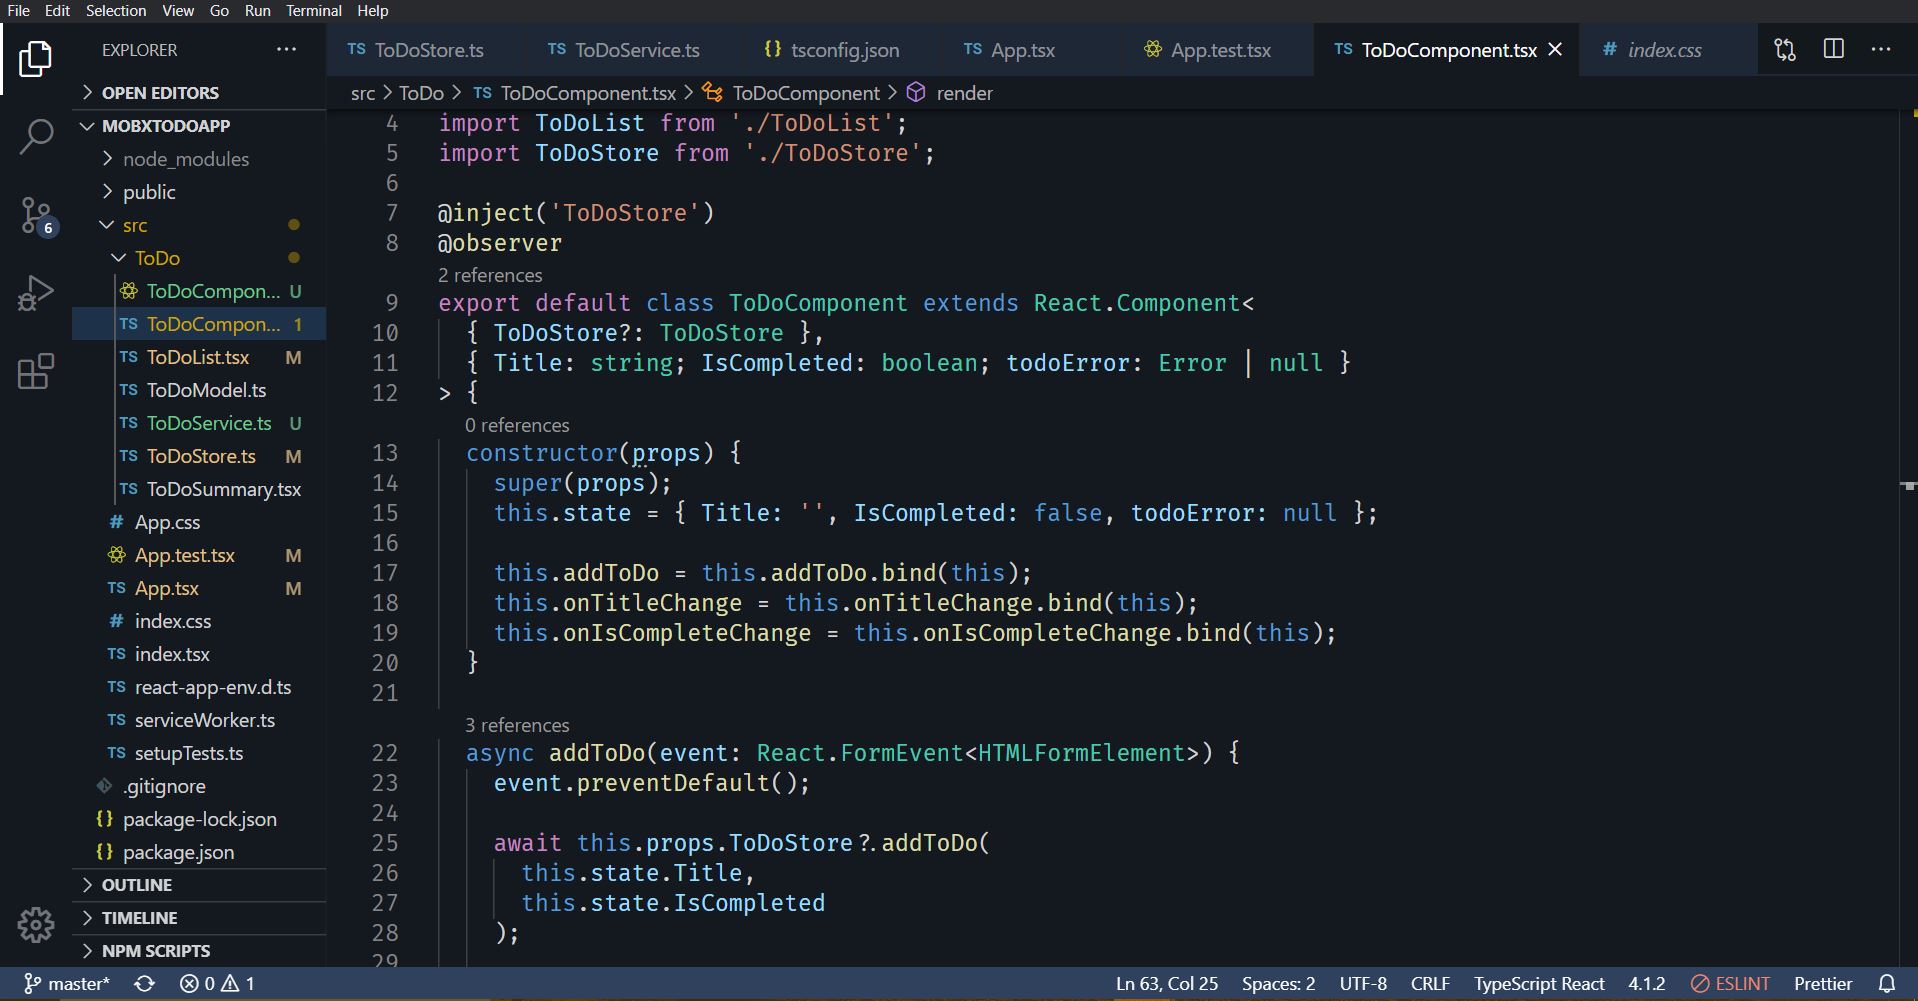 File Edit Selection View Go Run Terminal Help
EXPLORER ···
OPEN EDITORS
MOBXTODOAPP
node_modules
public
src
ToDo
ToDoCompon... U
ToDoCompon... 1
ToDoList.tsx M
ToDoModel.ts
ToDoService.ts U
ToDoStore.ts M
ToDoSummary.tsx
App.css
App.test.tsx M
App.tsx M
index.css
index.tsx
react-app-env.d.ts
serviceWorker.ts
setupTests.ts
.gitignore
package-lock.json
package.json
OUTLINE
TIMELINE
NPM SCRIPTS
6
TS ToDoStore.ts TS ToDoService.ts {} tsconfig.json TS App.tsx App.test.tsx TS ToDoComponent.tsx × # index.css ···
src > ToDo > TS ToDoComponent.tsx > ToDoComponent > render
4 import ToDoList from './ToDoList';
5 import ToDoStore from './ToDoStore';
6
7 @inject('ToDoStore')
8 @observer
2 references
9 export default class ToDoComponent extends React.Component<
10 { ToDoStore?: ToDoStore },
11 { Title: string; IsCompleted: boolean; todoError: Error | null }
12 > {
0 references
13 constructor(props) {
14 super(props);
15 this.state = { Title: '', IsCompleted: false, todoError: null };
16
17 this.addToDo = this.addToDo.bind(this);
18 this.onTitleChange = this.onTitleChange.bind(this);
19 this.onIsCompleteChange = this.onIsCompleteChange.bind(this);
20 }
21
3 references
22 async addToDo(event: React.FormEvent<HTMLFormElement>) {
23 event.preventDefault();
24
25 await this.props.ToDoStore?.addToDo(
26 this.state.Title,
27 this.state.IsCompleted
28 );
29
master* 0 1 Ln 63, Col 25 Spaces: 2 UTF-8 CRLF TypeScript React 4.1.2 ESLINT Prettier